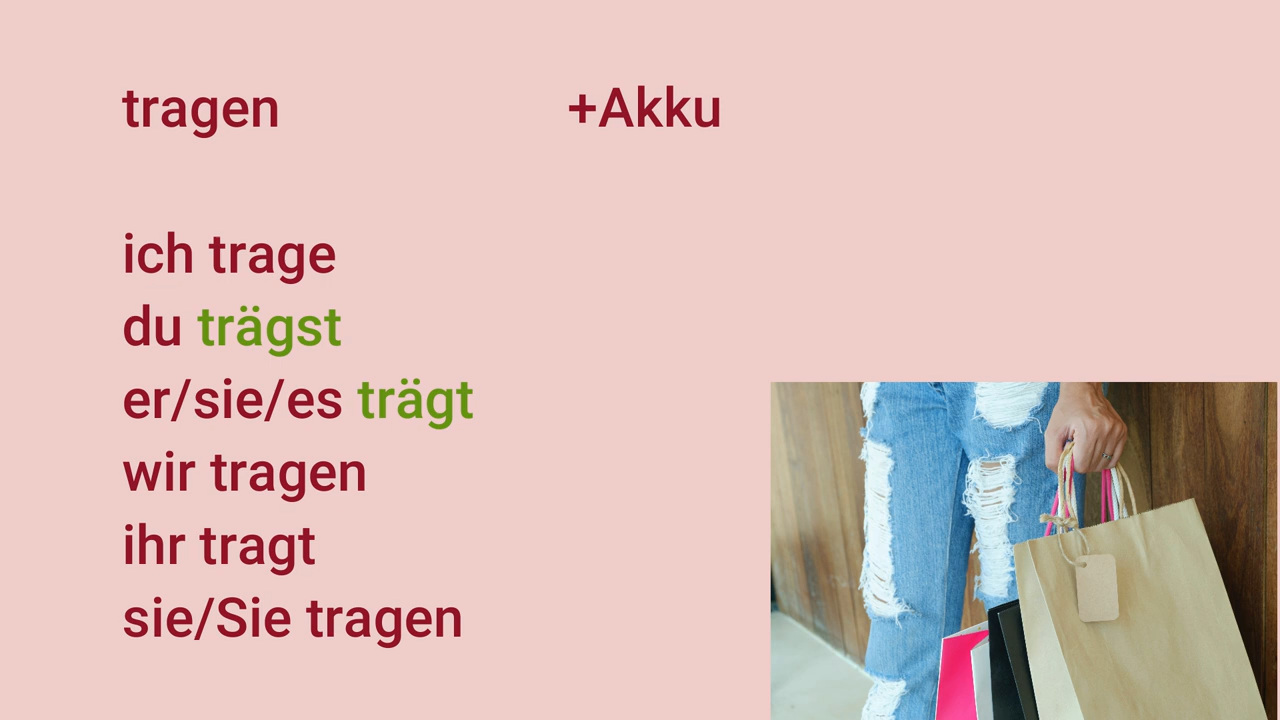 tragen +Akku
ich trage
du trägst
er/sie/es trägt
wir tragen
ihr tragt
sie/Sie tragen